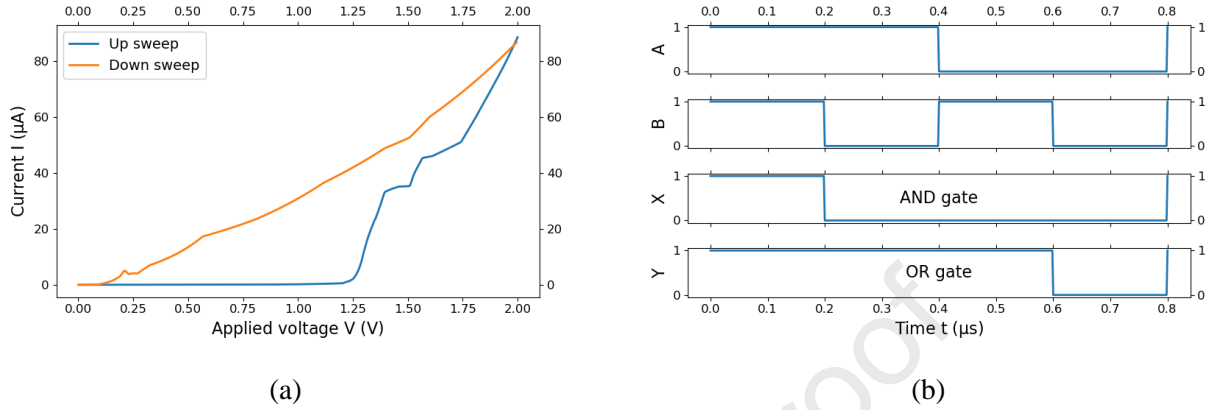 0.00 0.25 0.50 0.75 1.00 1.25 1.50 1.75 2.00
Up sweep
Down sweep
80 80
60 60
40 40
20 20
0 0
Current I (µA)
0.00 0.25 0.50 0.75 1.00 1.25 1.50 1.75 2.00
Applied voltage V (V)
(a)
0.0 0.1 0.2 0.3 0.4 0.5 0.6 0.7 0.8
A
1 1
0 0
B
1 1
0 0
X
1 1
AND gate
0 0
Y
1 1
OR gate
0 0
0.0 0.1 0.2 0.3 0.4 0.5 0.6 0.7 0.8
Time t (µs)
(b)
roof